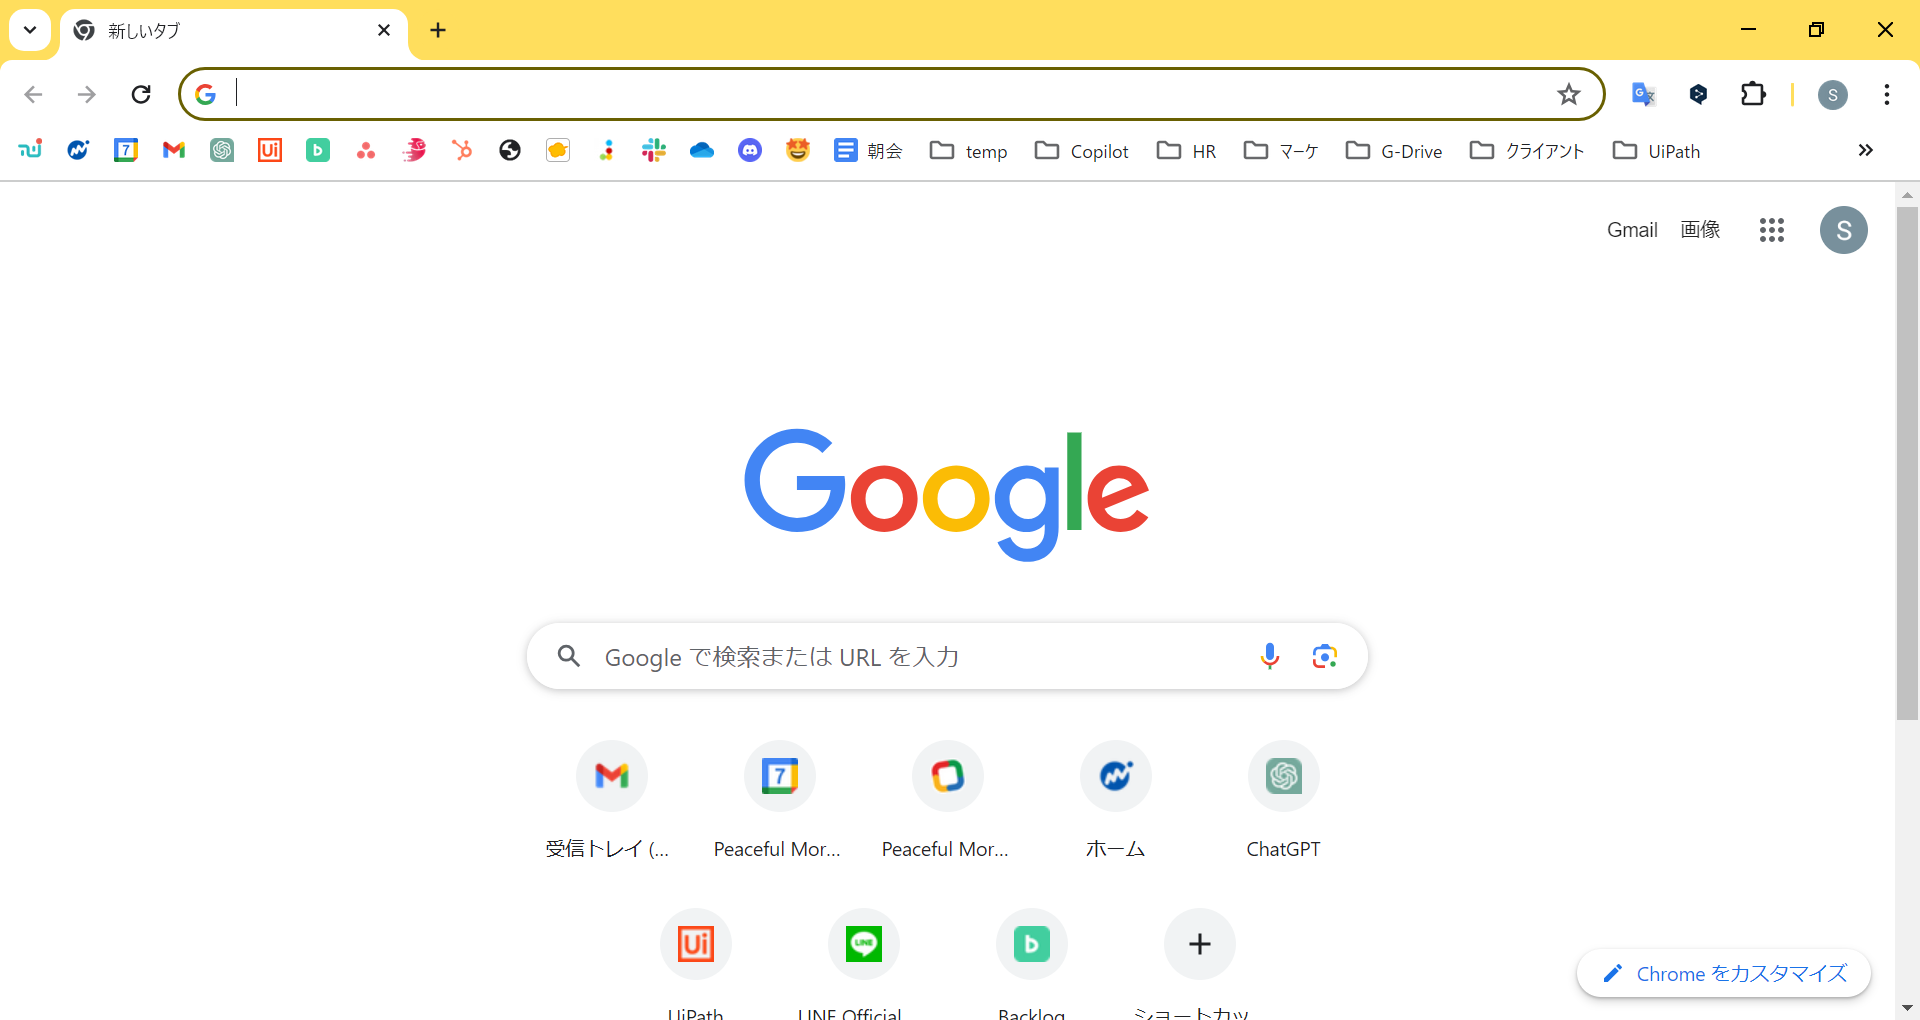 新しいタブ
朝会
temp
Copilot
HR
マーケ
G-Drive
クライアント
UiPath
Gmail
画像
S
S
Google
Google で検索または URL を入力
受信トレイ (...
Peaceful Mor...
Peaceful Mor...
ホーム
ChatGPT
UiPath
LINE Official
Backlog
ショートカッ
Chrome をカスタマイズ